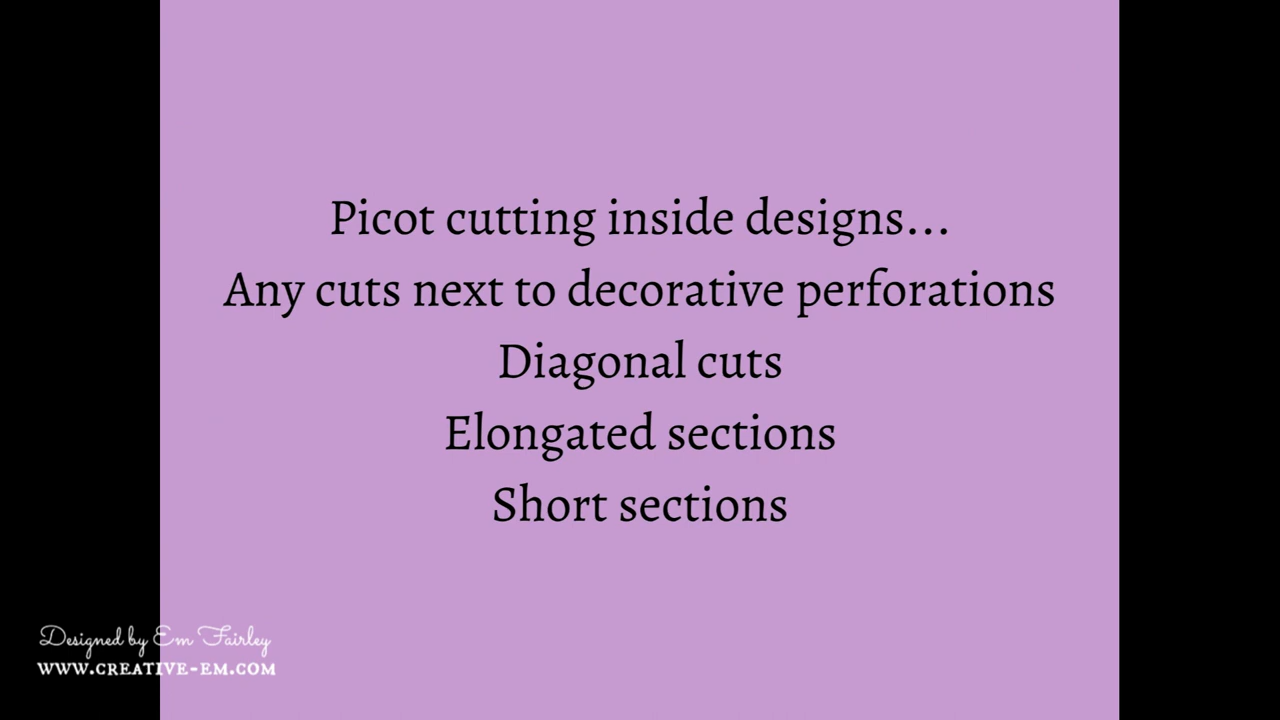 Picot cutting inside designs...
Any cuts next to decorative perforations
Diagonal cuts
Elongated sections
Short sections
Designed by Em Fairley
WWW.CREATIVE-EM.COM